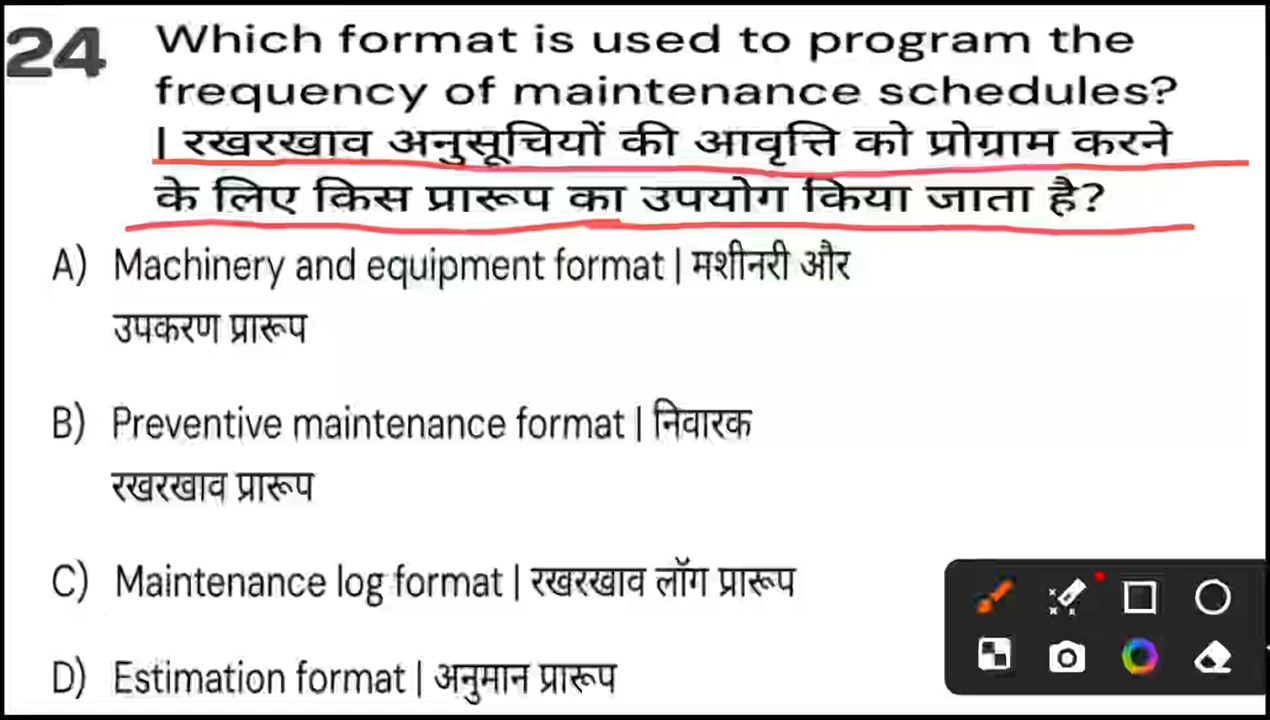 24 Which format is used to program the
frequency of maintenance schedules?
| रखरखाव अनुसूचियों की आवृत्ति को प्रोग्राम करने
के लिए किस प्रारूप का उपयोग किया जाता है?
A) Machinery and equipment format | मशीनरी और
उपकरण प्रारूप
B) Preventive maintenance format | निवारक
रखरखाव प्रारूप
C) Maintenance log format | रखरखाव लॉग प्रारूप
D) Estimation format | अनुमान प्रारूप